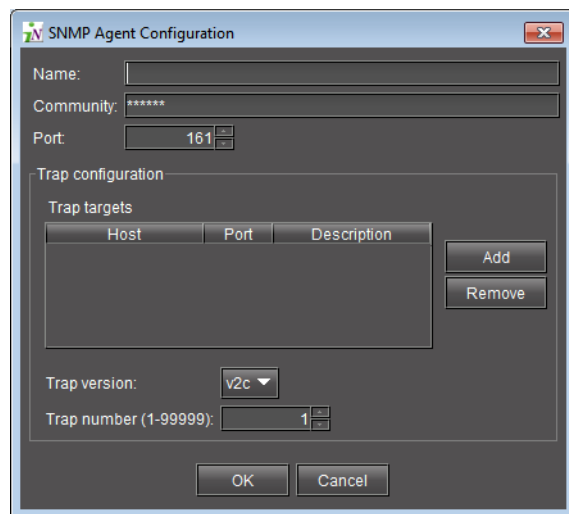 iN SNMP Agent Configuration
Name:
Community: ******
Port: 161
Trap configuration
Trap targets
Host Port Description
Add
Remove
Trap version: v2c
Trap number (1-99999): 1
OK Cancel